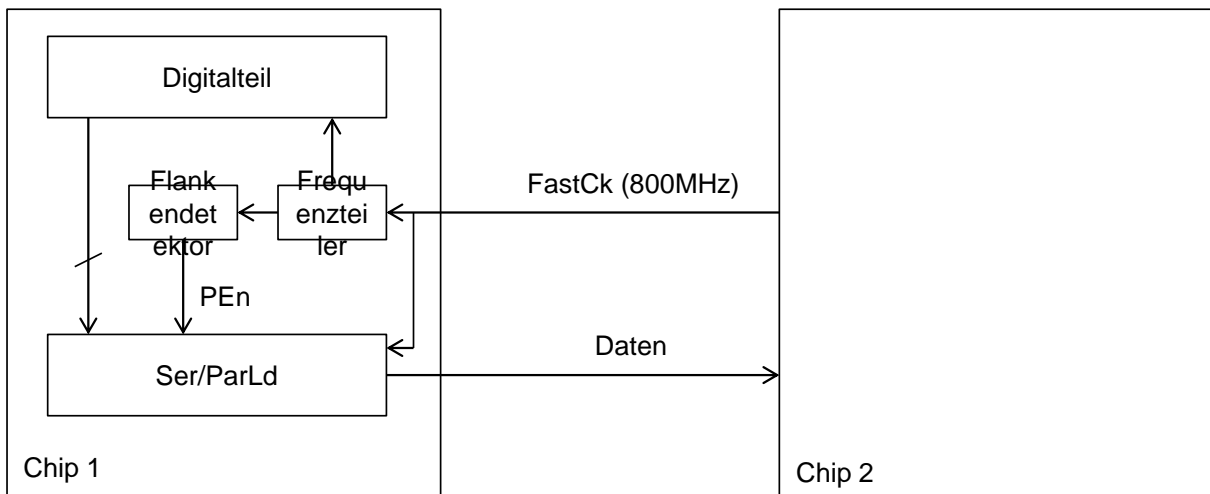 Digitalteil
Flank
endet
ektor
Frequ
enztei
ler
FastCk (800MHz)
PEn
Daten
Ser/ParLd
Chip 1
Chip 2